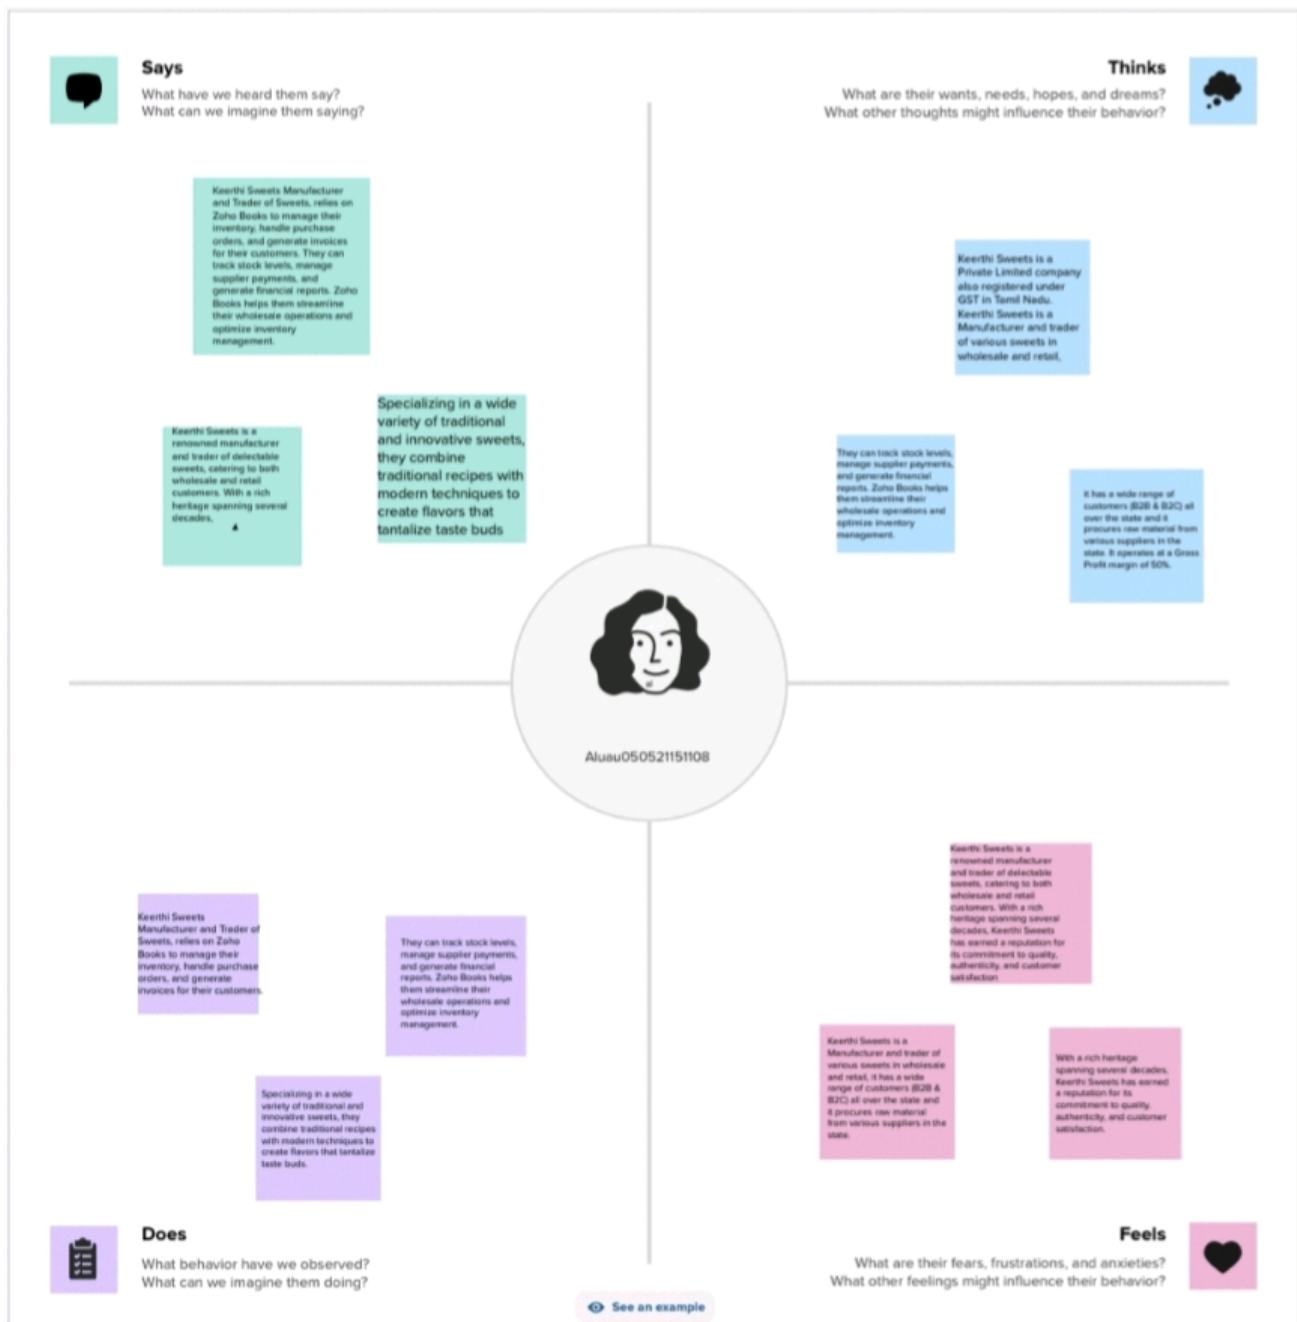 Says
What have we heard them say?
What can we imagine them saying?
Keerthi Sweets Manufacturer
and Trader of Sweets, relies on
Zoho Books to manage their
inventory, handle purchase
orders, and generate invoices
for their customers. They can
track stock levels, manage
supplier payments, and
generate financial reports. Zoho
Books helps them streamline
their wholesale operations and
optimize inventory
management.
Keerthi Sweets is a
renowned manufacturer
and trader of delectable
sweets, catering to both
wholesale and retail
customers. With a rich
heritage spanning several
decades,
Specializing in a wide
variety of traditional
and innovative sweets,
they combine
traditional recipes with
modern techniques to
create flavors that
tantalize taste buds
Thinks
What are their wants, needs, hopes, and dreams?
What other thoughts might influence their behavior?
Keerthi Sweets is a
Private Limited company
also registered under
GST in Tamil Nadu.
Keerthi Sweets is a
Manufacturer and trader
of various sweets in
wholesale and retail,
They can track stock levels,
manage supplier payments,
and generate financial
reports. Zoho Books helps
them streamline their
wholesale operations and
optimize inventory
management.
it has a wide range of
customers (B2B & B2C) all
over the state and it
procures raw material from
various suppliers in the
state. It operates at a Gross
Profit margin of 50%.
Aluau050521151108
Keerthi Sweets
Manufacturer and Trader of
Sweets, relies on Zoho
Books to manage their
inventory, handle purchase
orders, and generate
invoices for their customers.
They can track stock levels,
manage supplier payments,
and generate financial
reports. Zoho Books helps
them streamline their
wholesale operations and
optimize inventory
management.
Specializing in a wide
variety of traditional and
innovative sweets, they
combine traditional recipes
with modern techniques to
create flavors that tantalize
taste buds.
Does
What behavior have we observed?
What can we imagine them doing?
Keerthi Sweets is a
renowned manufacturer
and trader of delectable
sweets, catering to both
wholesale and retail
customers. With a rich
heritage spanning several
decades, Keerthi Sweets
has earned a reputation for
its commitment to quality,
authenticity, and customer
satisfaction
Keerthi Sweets is a
Manufacturer and trader of
various sweets in wholesale
and retail, it has a wide
range of customers (B2B &
B2C) all over the state and
it procures raw material
from various suppliers in the
state.
With a rich heritage
spanning several decades,
Keerthi Sweets has earned
a reputation for its
commitment to quality,
authenticity, and customer
satisfaction.
Feels
What are their fears, frustrations, and anxieties?
What other feelings might influence their behavior?
See an example